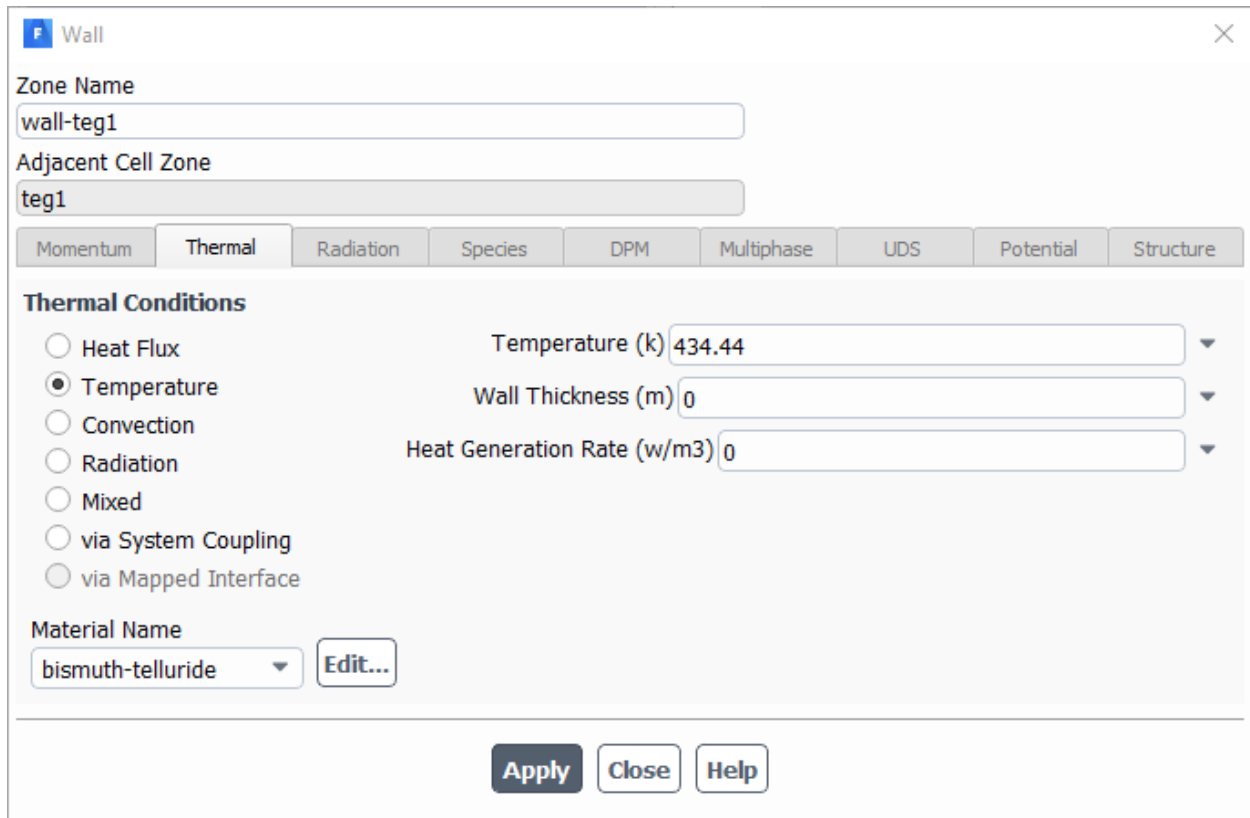 F Wall
Zone Name
wall-teg1
Adjacent Cell Zone
teg1
Momentum Thermal Radiation Species DPM Multiphase UDS Potential Structure
Thermal Conditions
Heat Flux
Temperature
Convection
Radiation
Mixed
via System Coupling
via Mapped Interface
Temperature (k) 434.44
Wall Thickness (m) 0
Heat Generation Rate (w/m3) 0
Material Name
bismuth-telluride Edit...
Apply Close Help